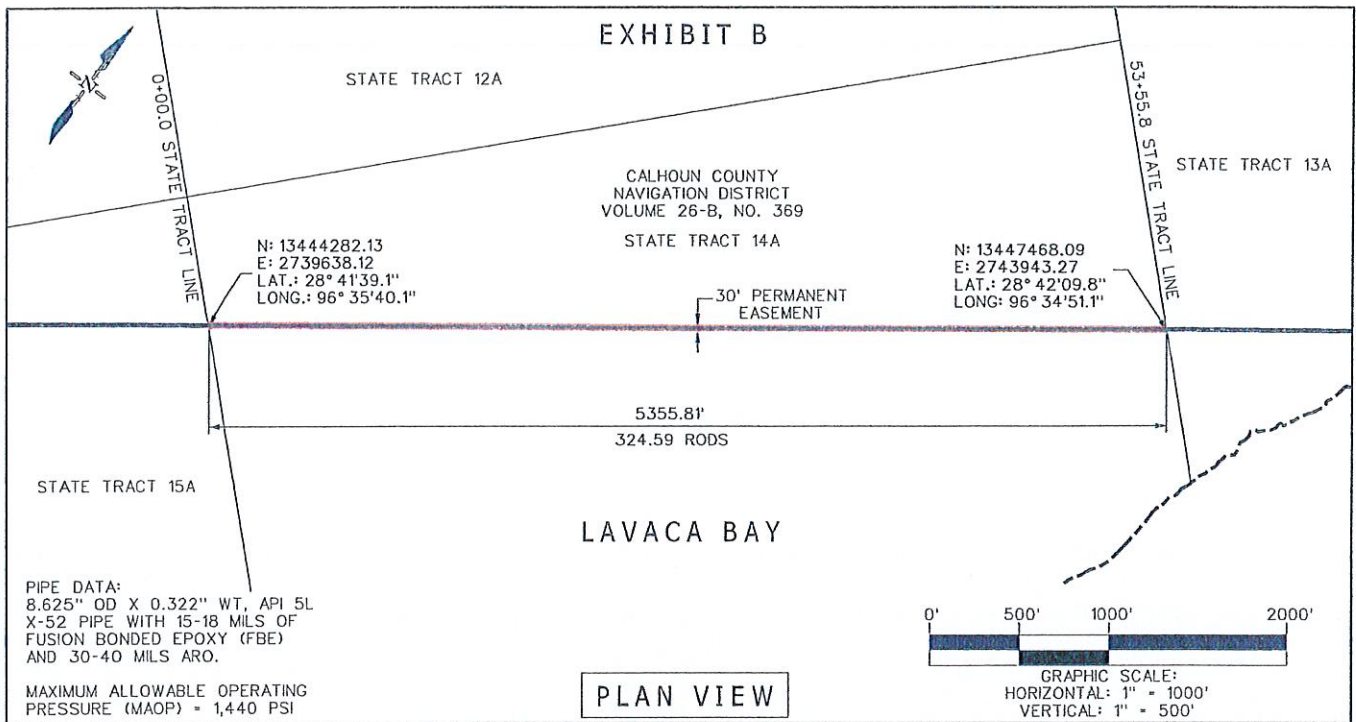 EXHIBIT B
N
STATE TRACT 12A
0+00.0 STATE TRACT LINE
53+55.8 STATE TRACT LINE
STATE TRACT 13A
CALHOUN COUNTY
NAVIGATION DISTRICT
VOLUME 26-B, NO. 369
STATE TRACT 14A
N: 13444282.13
E: 2739638.12
LAT.: 28° 41'39.1"
LONG.: 96° 35'40.1"
N: 13447468.09
E: 2743943.27
LAT.: 28° 42'09.8"
LONG: 96° 34'51.1"
30' PERMANENT
EASEMENT
5355.81'
324.59 RODS
STATE TRACT 15A
LAVACA BAY
PIPE DATA:
8.625" OD X 0.322" WT, API 5L
X-52 PIPE WITH 15-18 MILS OF
FUSION BONDED EPOXY (FBE)
AND 30-40 MILS ARO.
MAXIMUM ALLOWABLE OPERATING
PRESSURE (MAOP) = 1,440 PSI
PLAN VIEW
0' 500' 1000' 2000'
GRAPHIC SCALE:
HORIZONTAL: 1" = 1000'
VERTICAL: 1" = 500'